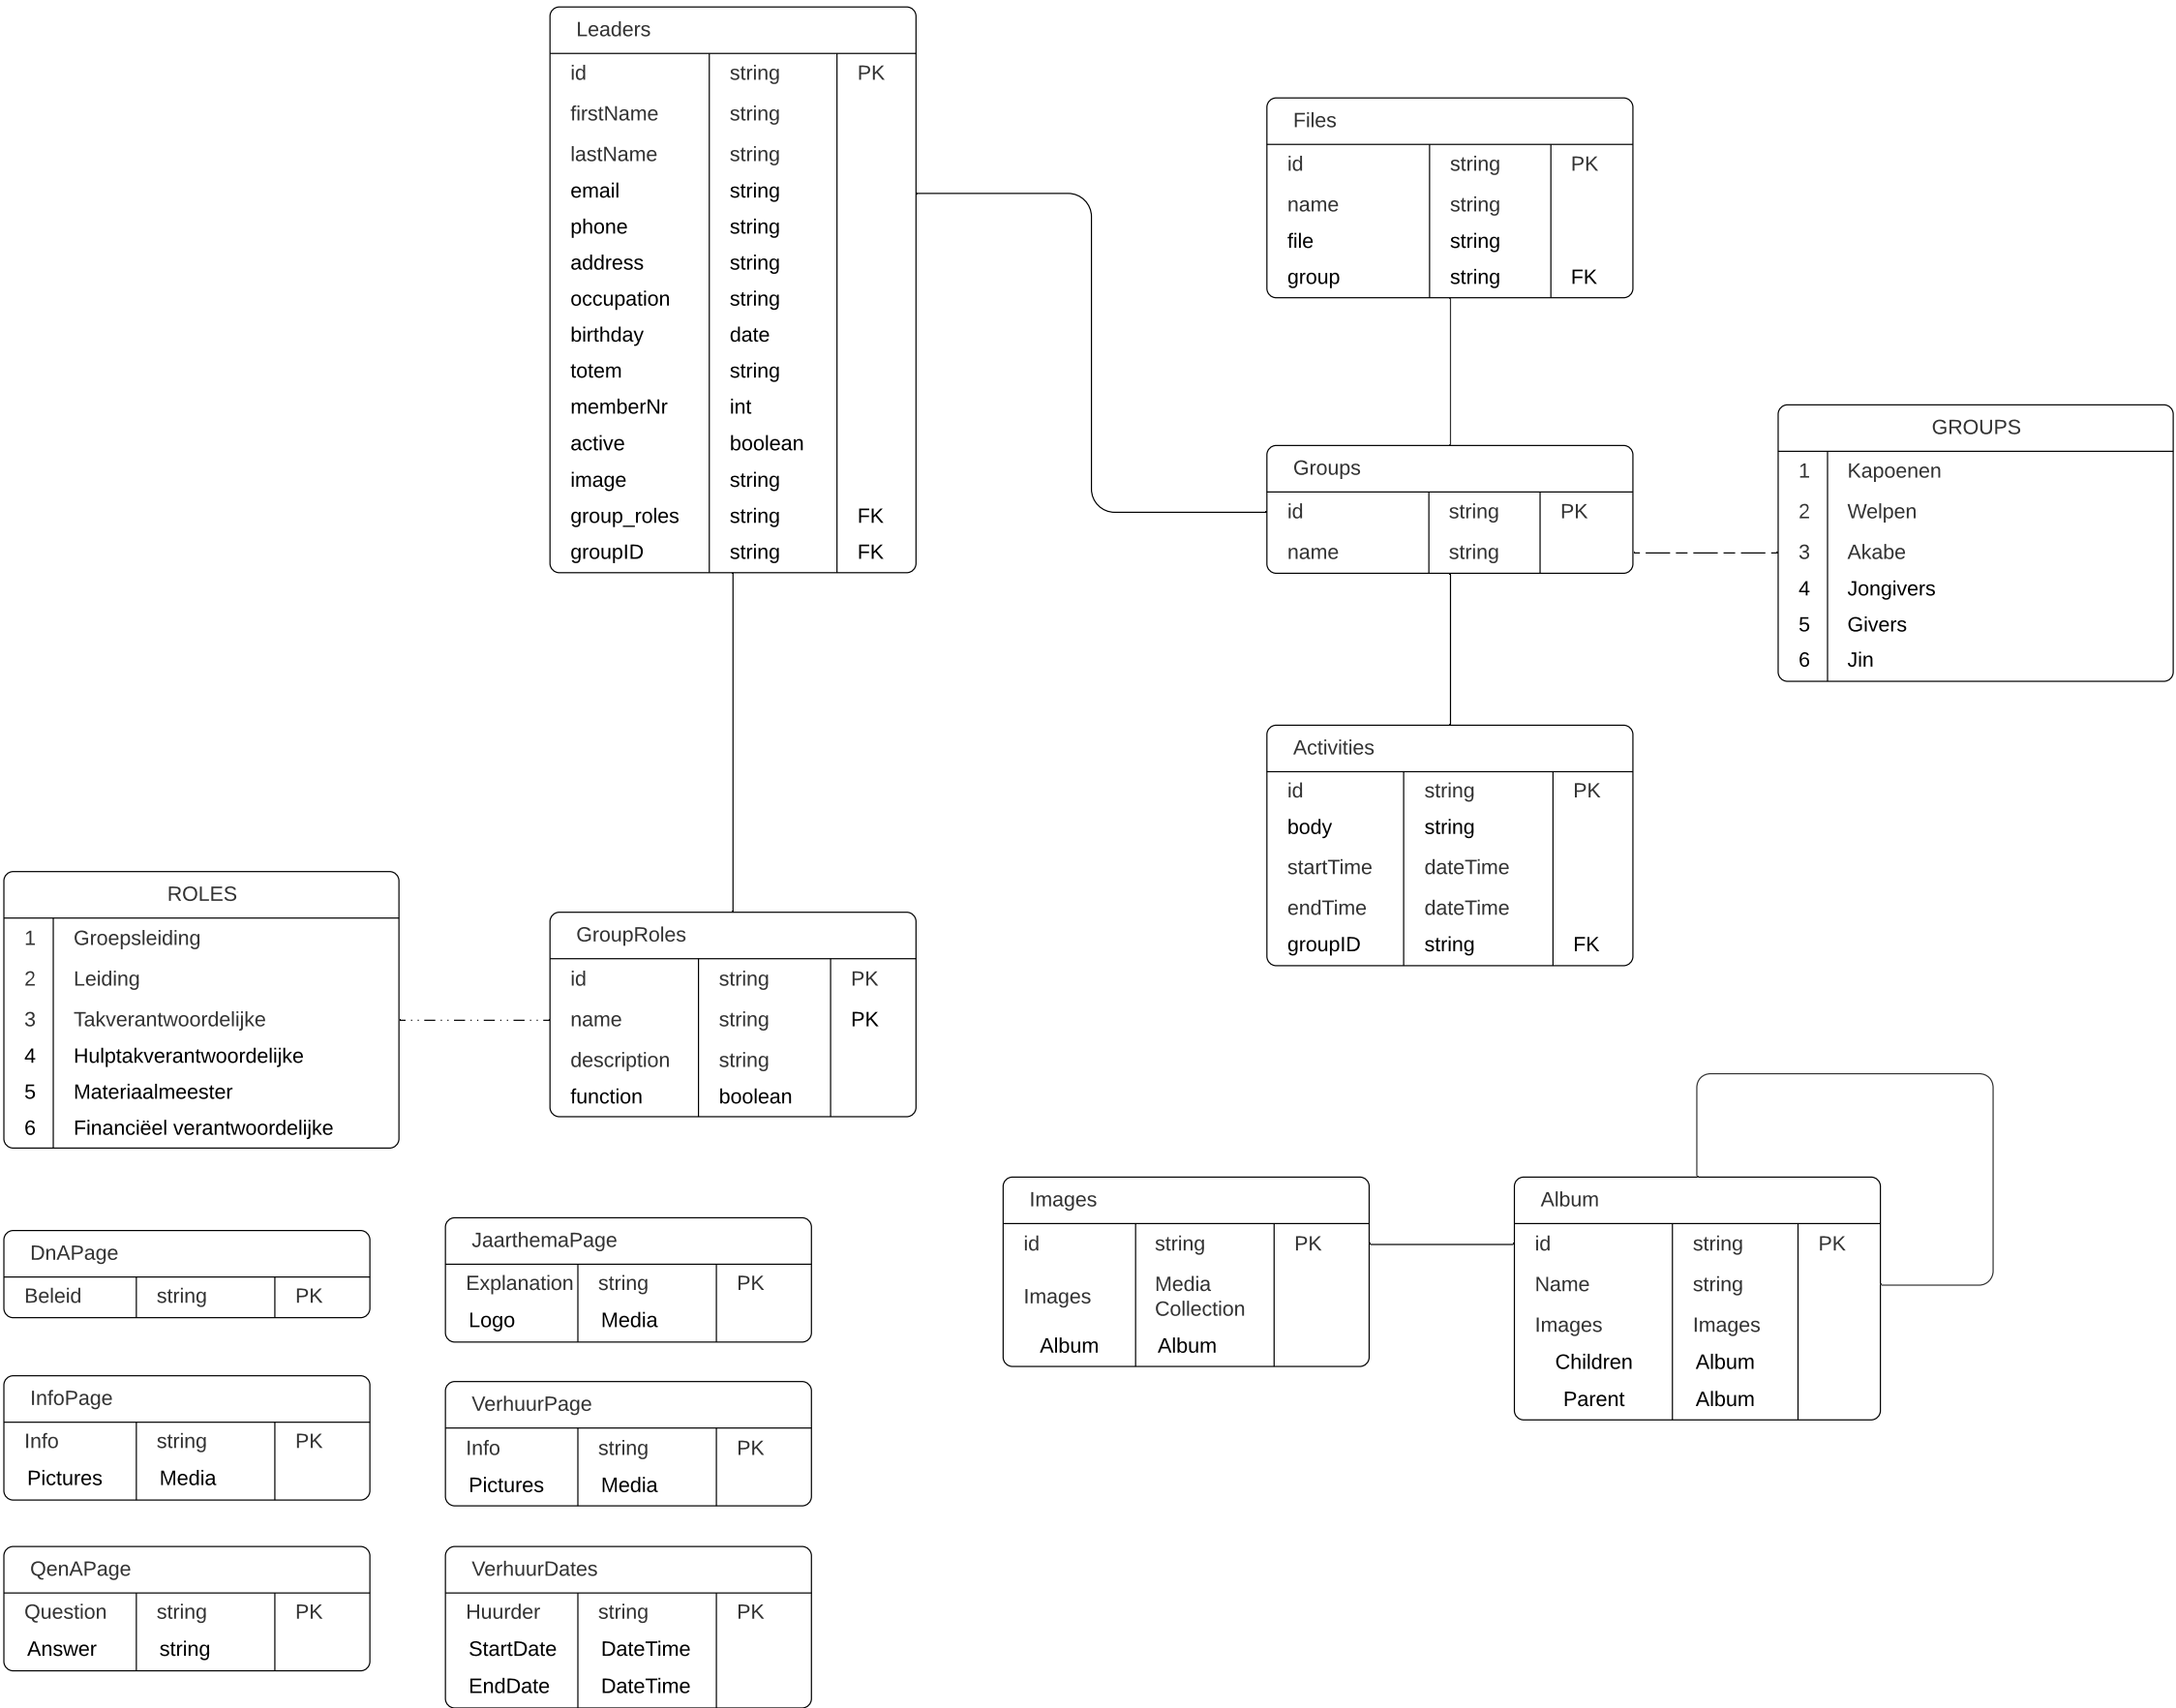 Leaders
id string PK
firstName string
lastName string
email string
phone string
address string
occupation string
birthday date
totem string
memberNr int
active boolean
image string
group_roles string FK
groupID string FK
Files
id string PK
name string
file string
group string FK
Groups
id string PK
name string
GROUPS
1 Kapoenen
2 Welpen
3 Akabe
4 Jongivers
5 Givers
6 Jin
Activities
id string PK
body string
startTime dateTime
endTime dateTime
groupID string FK
ROLES
1 Groepsleiding
2 Leiding
3 Takverantwoordelijke
4 Hulptakverantwoordelijke
5 Materiaalmeester
6 Financiëel verantwoordelijke
GroupRoles
id string PK
name string PK
description string
function boolean
Images
id string PK
Images Media
Collection
Album Album
Album
id string PK
Name string
Images Images
Children Album
Parent Album
DnAPage
Beleid string PK
JaarthemaPage
Explanation string PK
Logo Media
InfoPage
Info string PK
Pictures Media
VerhuurPage
Info string PK
Pictures Media
QenAPage
Question string PK
Answer string
VerhuurDates
Huurder string PK
StartDate DateTime
EndDate DateTime